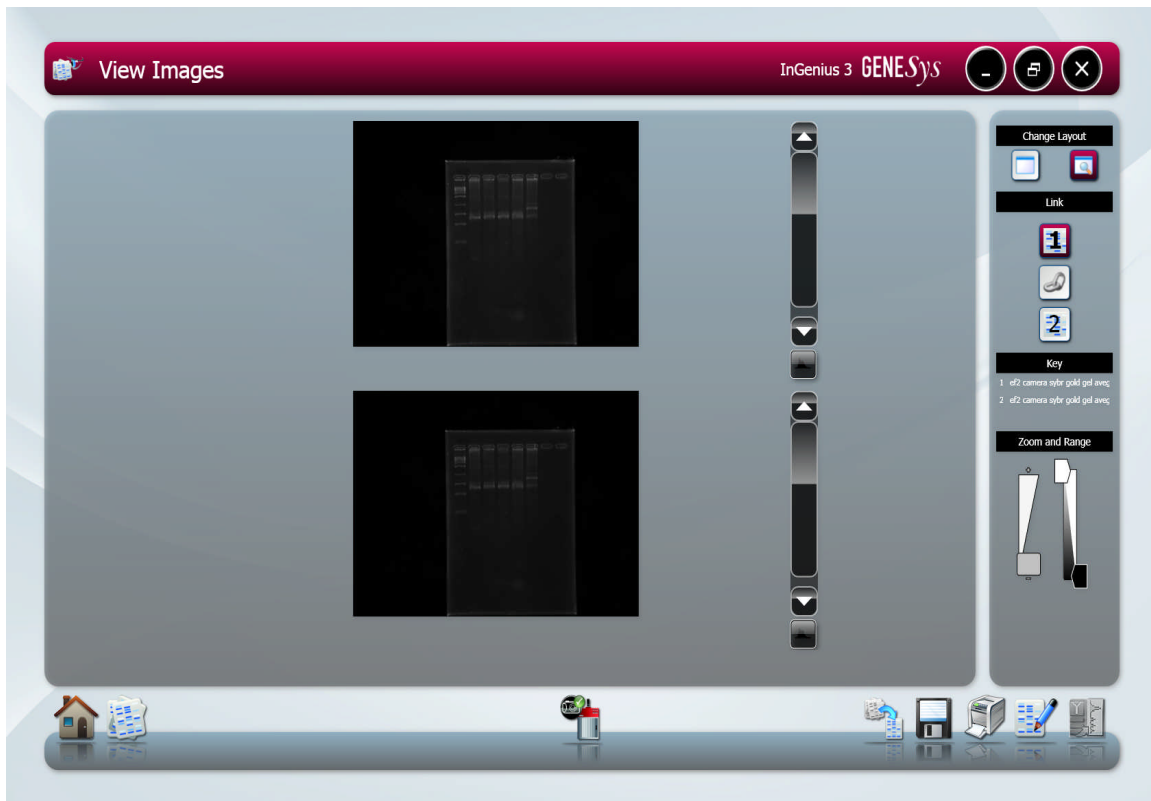 View Images
InGenius 3 GENESys
Change Layout
Link
1
2
Key
1 ef2 camera sybr gold gel aveg
2 ef2 camera sybr gold gel aveg
Zoom and Range